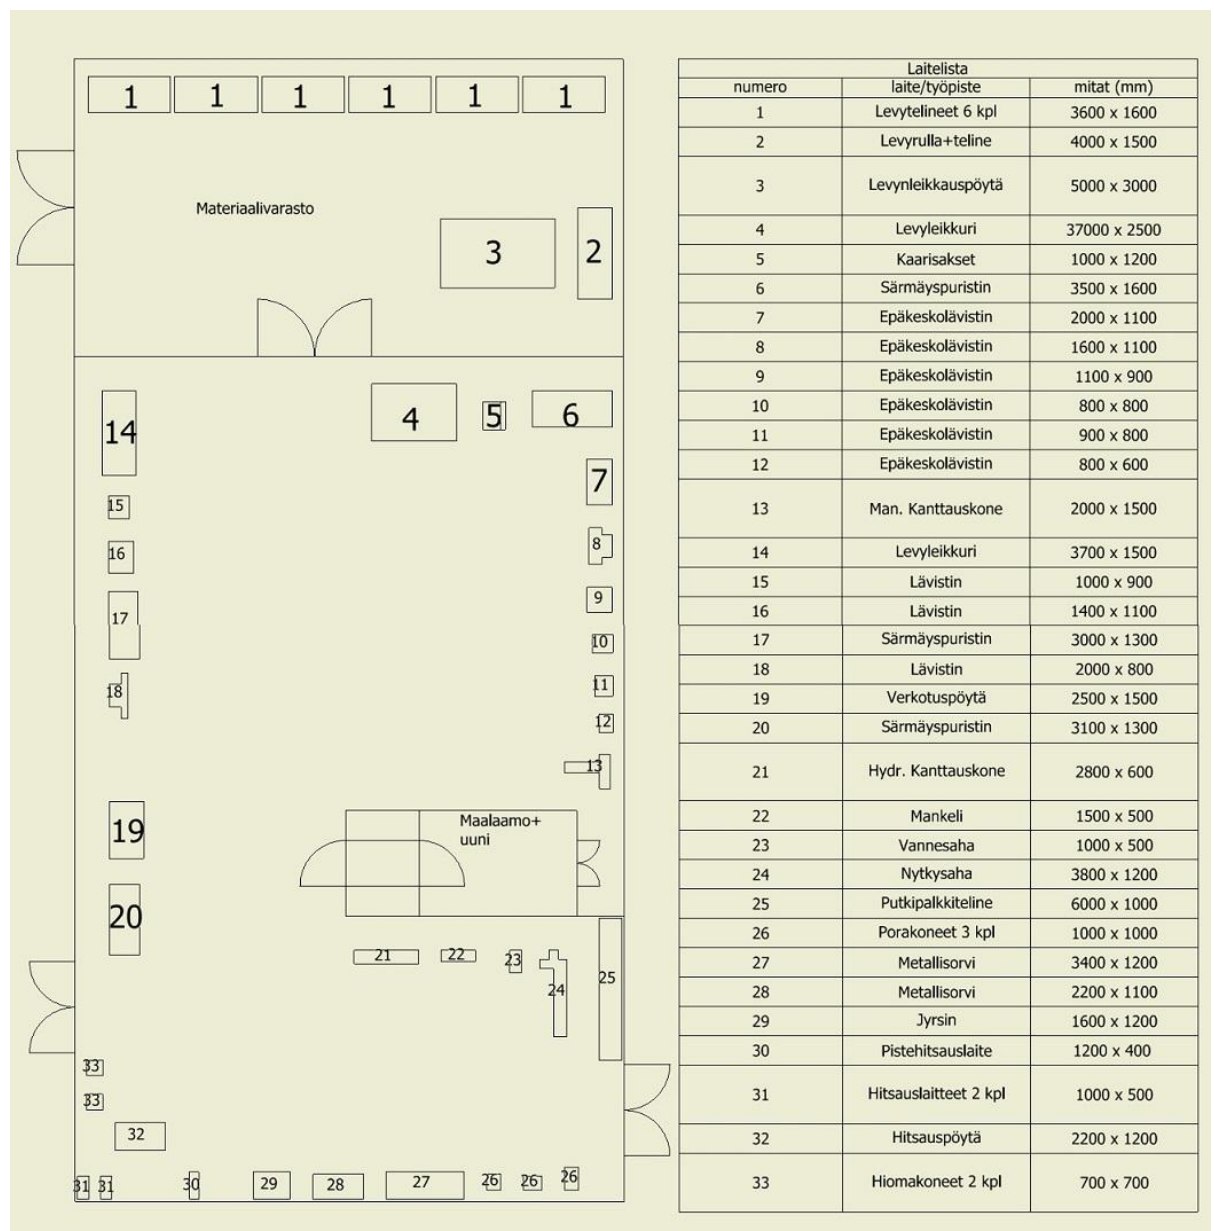 1 1 1 1 1 1
Materiaalivarasto
3 2
4 5 6
14
7
15
8
16
9
17
10
11
18
12
13
Maalaamo+
uuni
19
20
21 22 23
25
24
33
33
32
31 31 30 29 28 27 26 26 26
Laitelista
numero laite/työpiste mitat (mm)
1 Levytelineet 6 kpl 3600 x 1600
2 Levyrulla+teline 4000 x 1500
3 Levynleikkauspöytä 5000 x 3000
4 Levyleikkuri 37000 x 2500
5 Kaarisakset 1000 x 1200
6 Särmäyspuristin 3500 x 1600
7 Epäkeskolävistin 2000 x 1100
8 Epäkeskolävistin 1600 x 1100
9 Epäkeskolävistin 1100 x 900
10 Epäkeskolävistin 800 x 800
11 Epäkeskolävistin 900 x 800
12 Epäkeskolävistin 800 x 600
13 Man. Kanttauskone 2000 x 1500
14 Levyleikkuri 3700 x 1500
15 Lävistin 1000 x 900
16 Lävistin 1400 x 1100
17 Särmäyspuristin 3000 x 1300
18 Lävistin 2000 x 800
19 Verkotuspöytä 2500 x 1500
20 Särmäyspuristin 3100 x 1300
21 Hydr. Kanttauskone 2800 x 600
22 Mankeli 1500 x 500
23 Vannesaha 1000 x 500
24 Nytkysaha 3800 x 1200
25 Putkipalkkiteline 6000 x 1000
26 Porakoneet 3 kpl 1000 x 1000
27 Metallisorvi 3400 x 1200
28 Metallisorvi 2200 x 1100
29 Jyrsin 1600 x 1200
30 Pistehitsauslaite 1200 x 400
31 Hitsauslaitteet 2 kpl 1000 x 500
32 Hitsauspöytä 2200 x 1200
33 Hiomakoneet 2 kpl 700 x 700